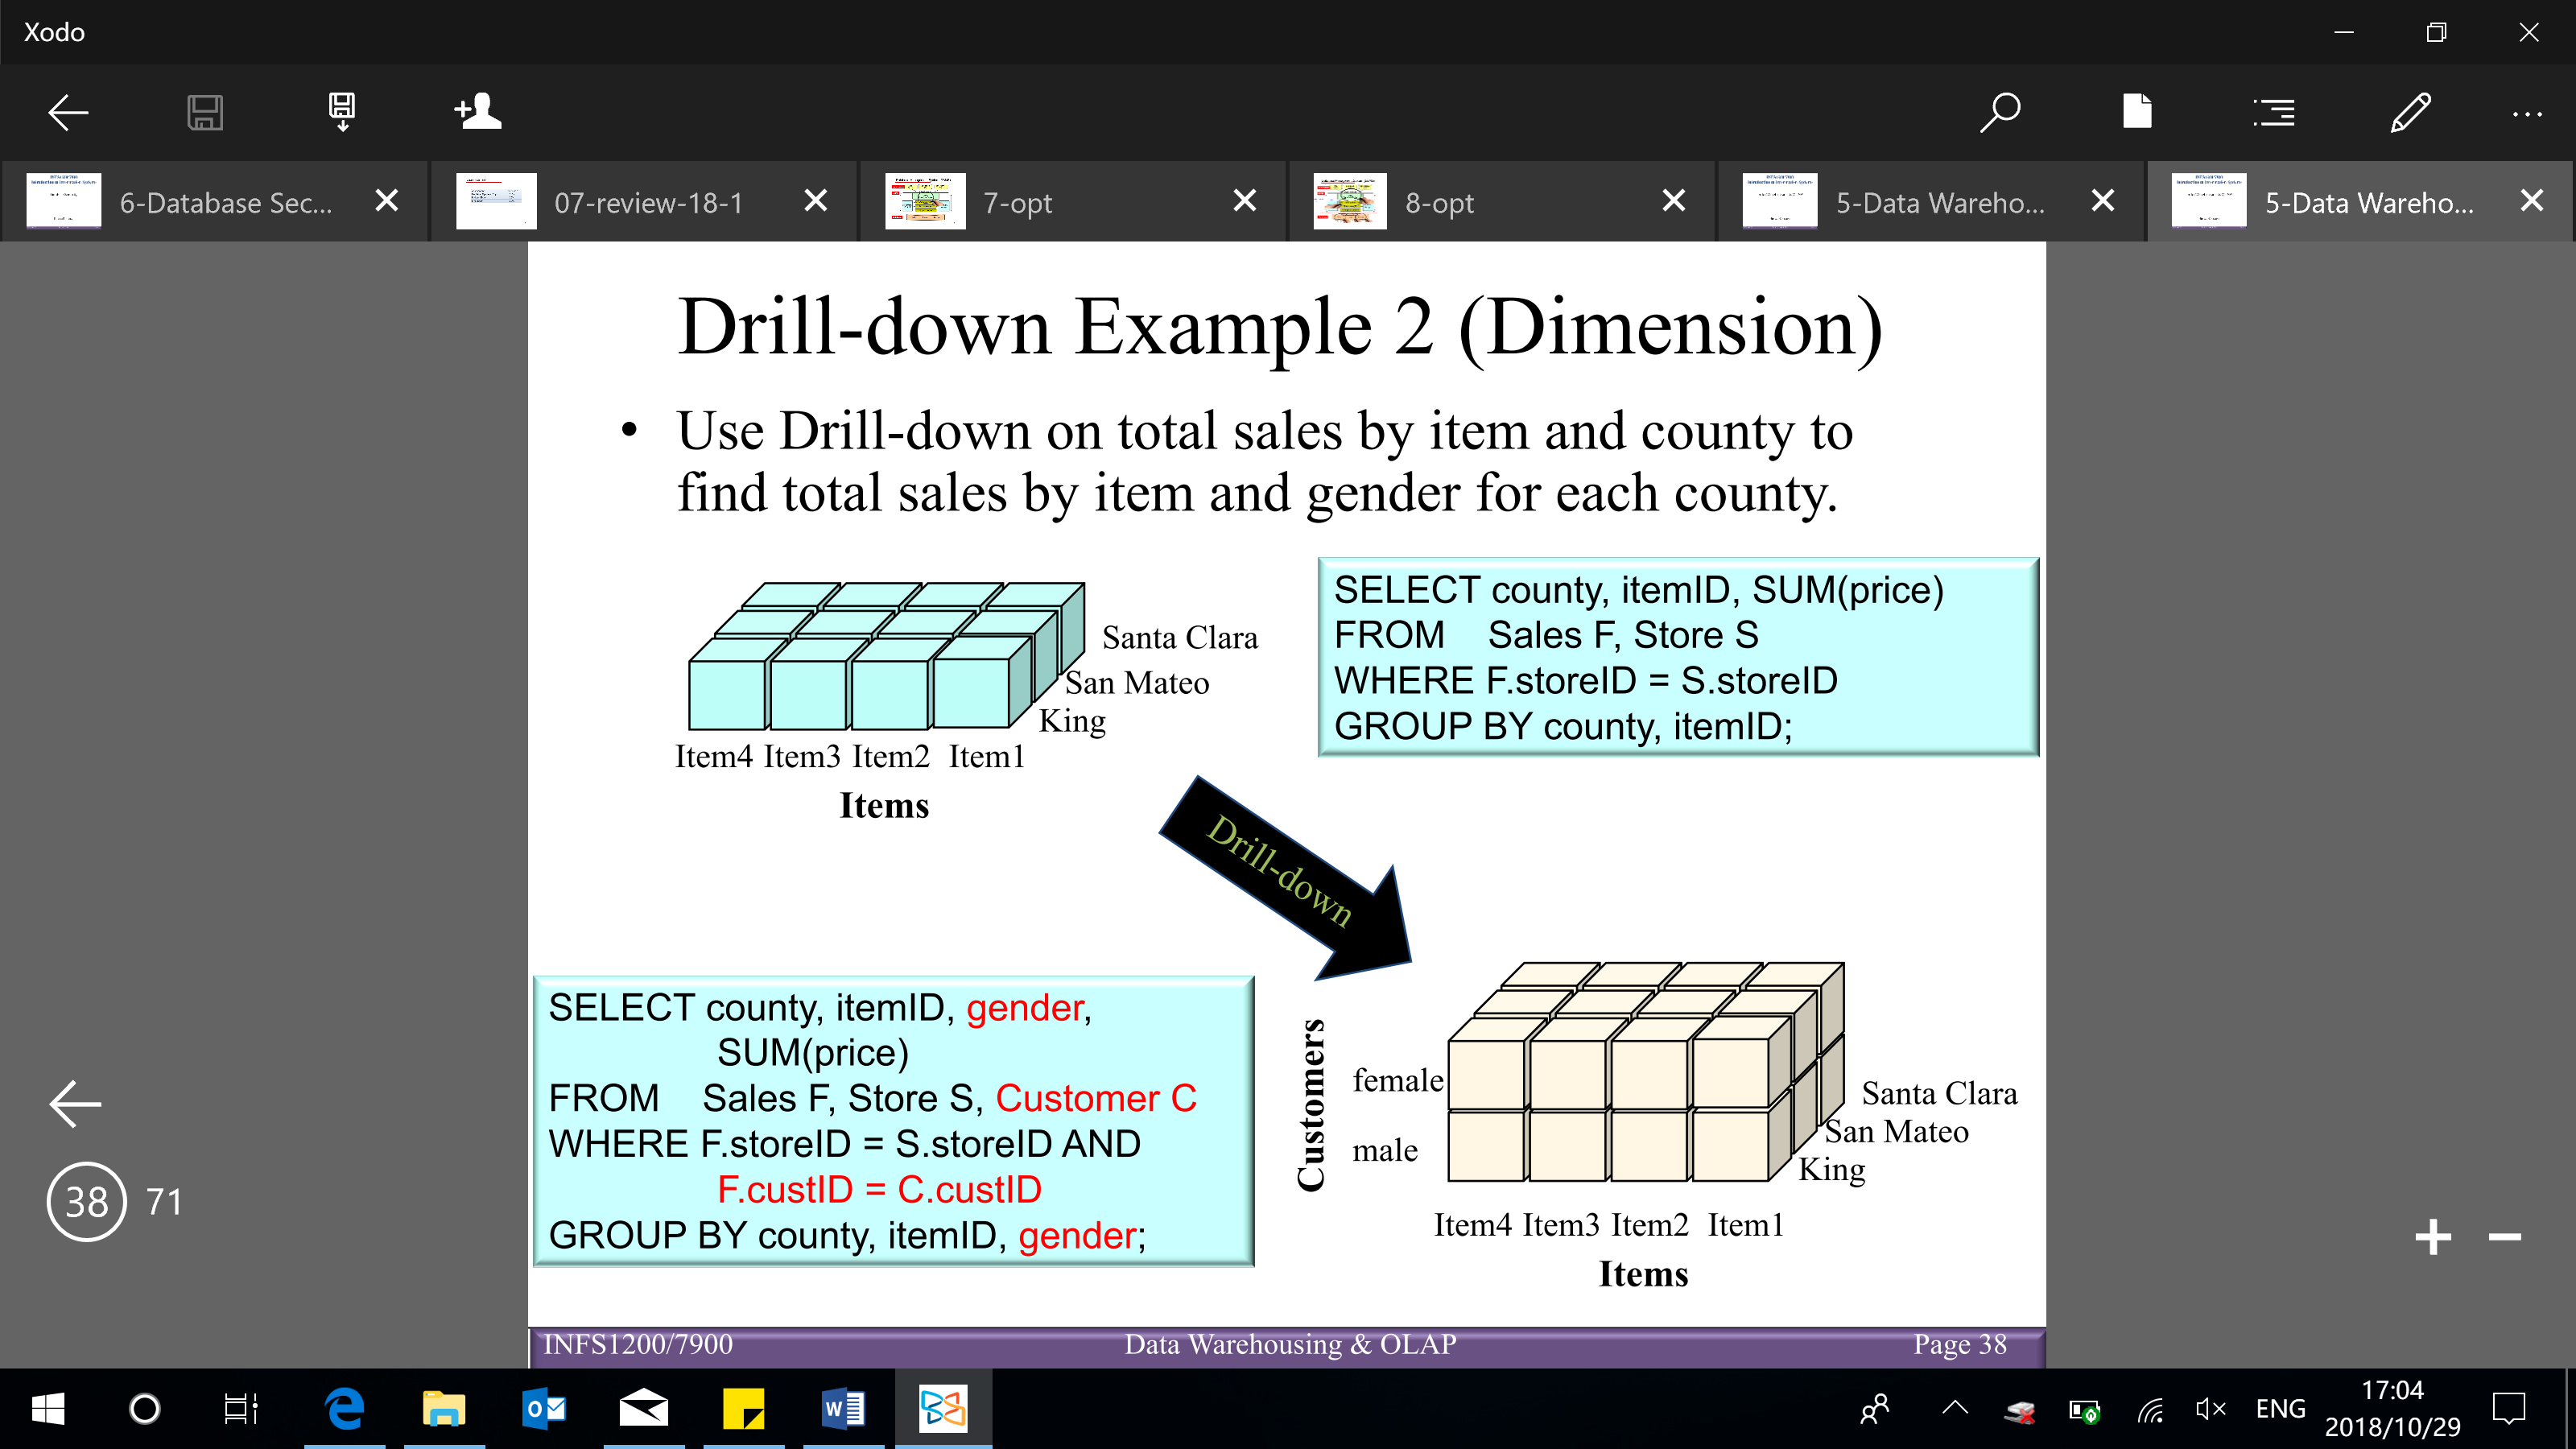 Xodo
6-Database Sec...
07-review-18-1
7-opt
8-opt
5-Data Wareho...
5-Data Wareho...
Drill-down Example 2 (Dimension)
• Use Drill-down on total sales by item and county to
find total sales by item and gender for each county.
Santa Clara
San Mateo
King
Item4 Item3 Item2 Item1
Items
SELECT county, itemID, SUM(price)
FROM Sales F, Store S
WHERE F.storeID = S.storeID
GROUP BY county, itemID;
Drill-down
SELECT county, itemID, gender,
SUM(price)
FROM Sales F, Store S, Customer C
WHERE F.storeID = S.storeID AND
F.custID = C.custID
GROUP BY county, itemID, gender;
Customers
female
male
Santa Clara
San Mateo
King
Item4 Item3 Item2 Item1
Items
38 71
INFS1200/7900 Data Warehousing & OLAP Page 38
ENG
17:04
2018/10/29